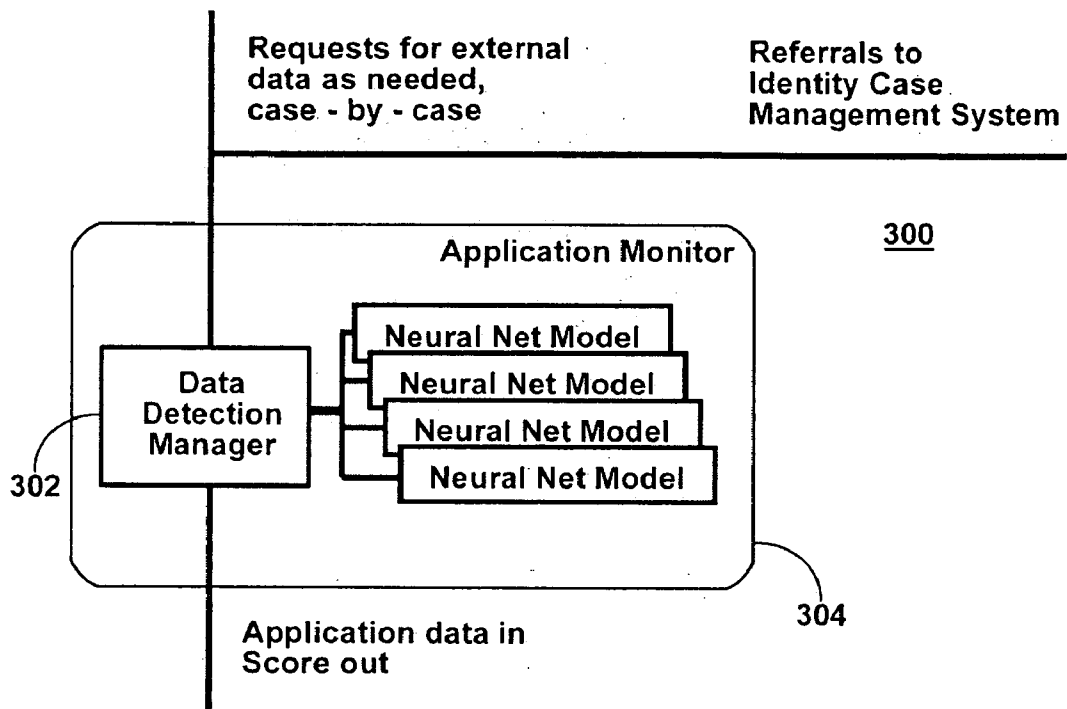 Requests for external
data as needed,
case - by - case
Referrals to
Identity Case
Management System
300
Application Monitor
Neural Net Model
Neural Net Model
Neural Net Model
Neural Net Model
Data
Detection
Manager
302
304
Application data in
Score out